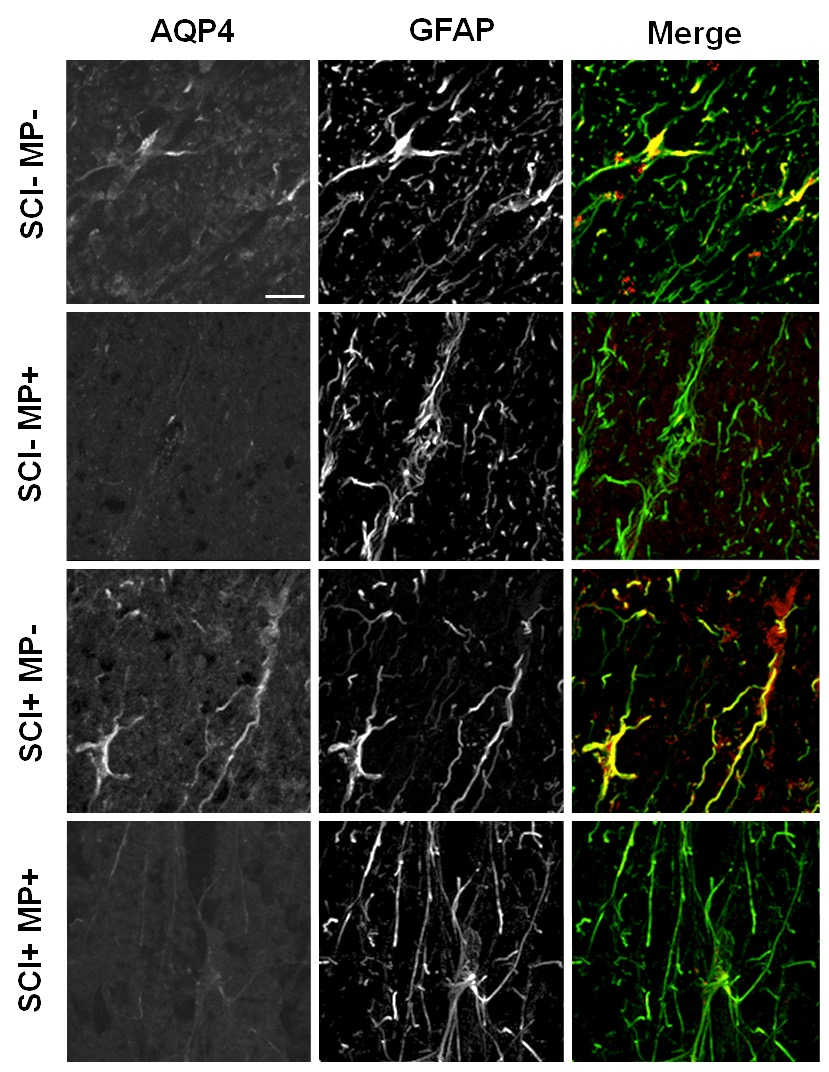 AQP4 GFAP Merge
SCI- MP-
SCI- MP+
SCI+ MP-
SCI+ MP+